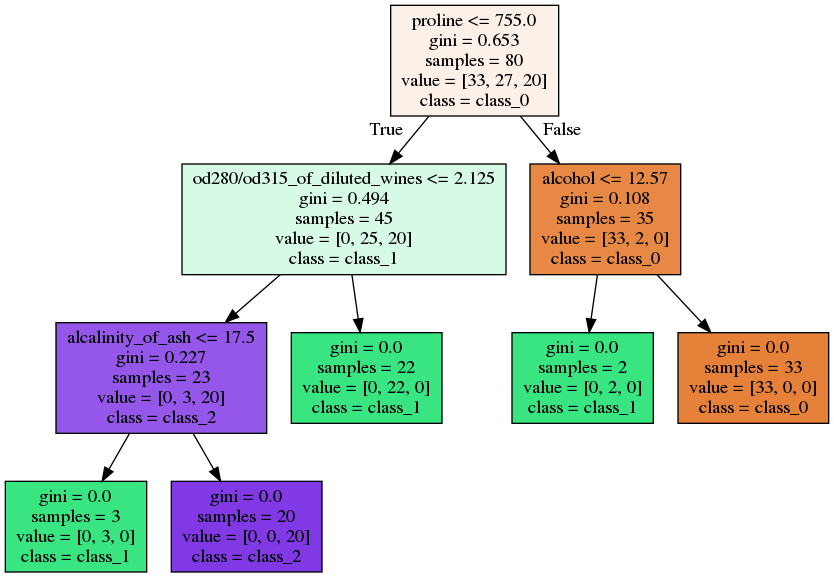 proline <= 755.0
gini = 0.653
samples = 80
value = [33, 27, 20]
class = class_0
True
False
od280/od315_of_diluted_wines <= 2.125
gini = 0.494
samples = 45
value = [0, 25, 20]
class = class_1
alcohol <= 12.57
gini = 0.108
samples = 35
value = [33, 2, 0]
class = class_0
alcalinity_of_ash <= 17.5
gini = 0.227
samples = 23
value = [0, 3, 20]
class = class_2
gini = 0.0
samples = 22
value = [0, 22, 0]
class = class_1
gini = 0.0
samples = 2
value = [0, 2, 0]
class = class_1
gini = 0.0
samples = 33
value = [33, 0, 0]
class = class_0
gini = 0.0
samples = 3
value = [0, 3, 0]
class = class_1
gini = 0.0
samples = 20
value = [0, 0, 20]
class = class_2